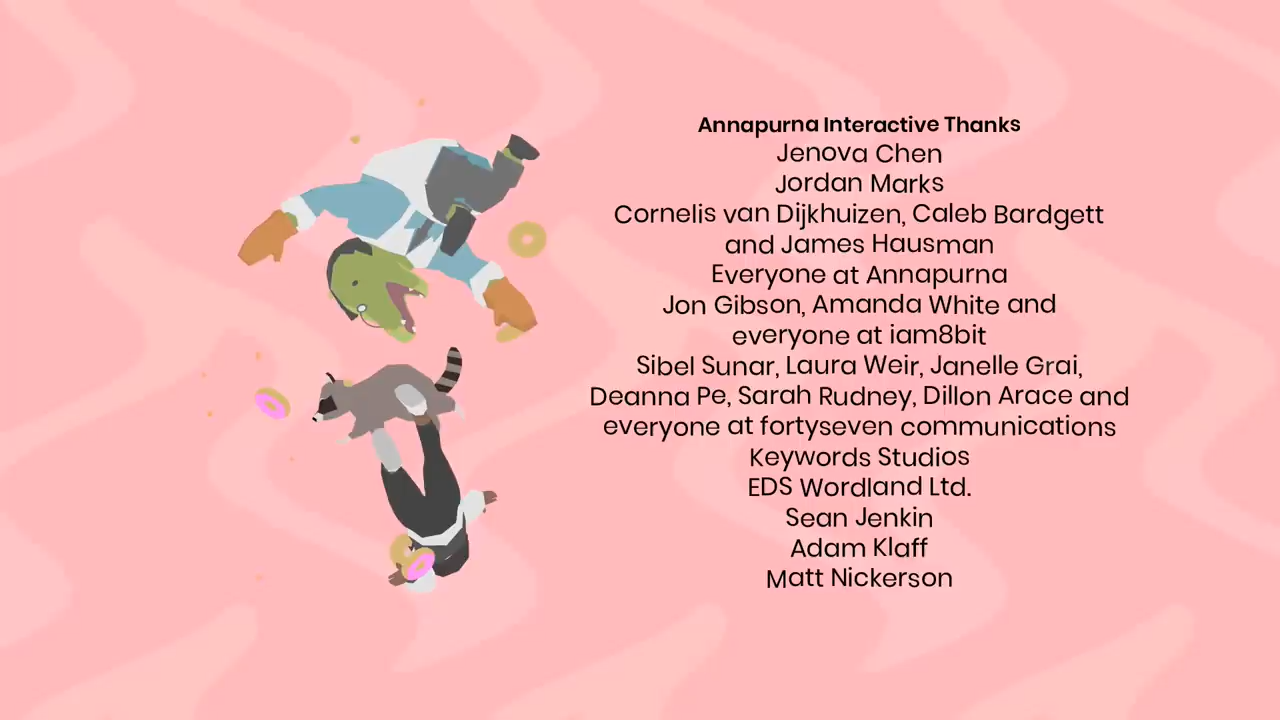 Annapurna Interactive Thanks
Jenova Chen
Jordan Marks
Cornelis van Dijkhuizen, Caleb Bardgett
and James Hausman
Everyone at Annapurna
Jon Gibson, Amanda White and
everyone at iam8bit
Sibel Sunar, Laura Weir, Janelle Grai,
Deanna Pe, Sarah Rudney, Dillon Arace and
everyone at fortyseven communications
Keywords Studios
EDS Wordland Ltd.
Sean Jenkin
Adam Klaff
Matt Nickerson